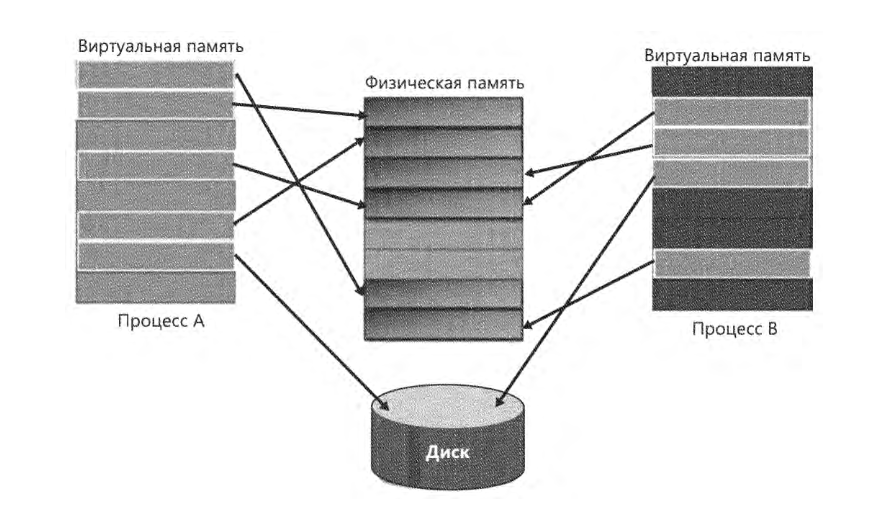 Виртуальная память
Физическая память
Виртуальная память
Процесс А
Процесс В
Диск